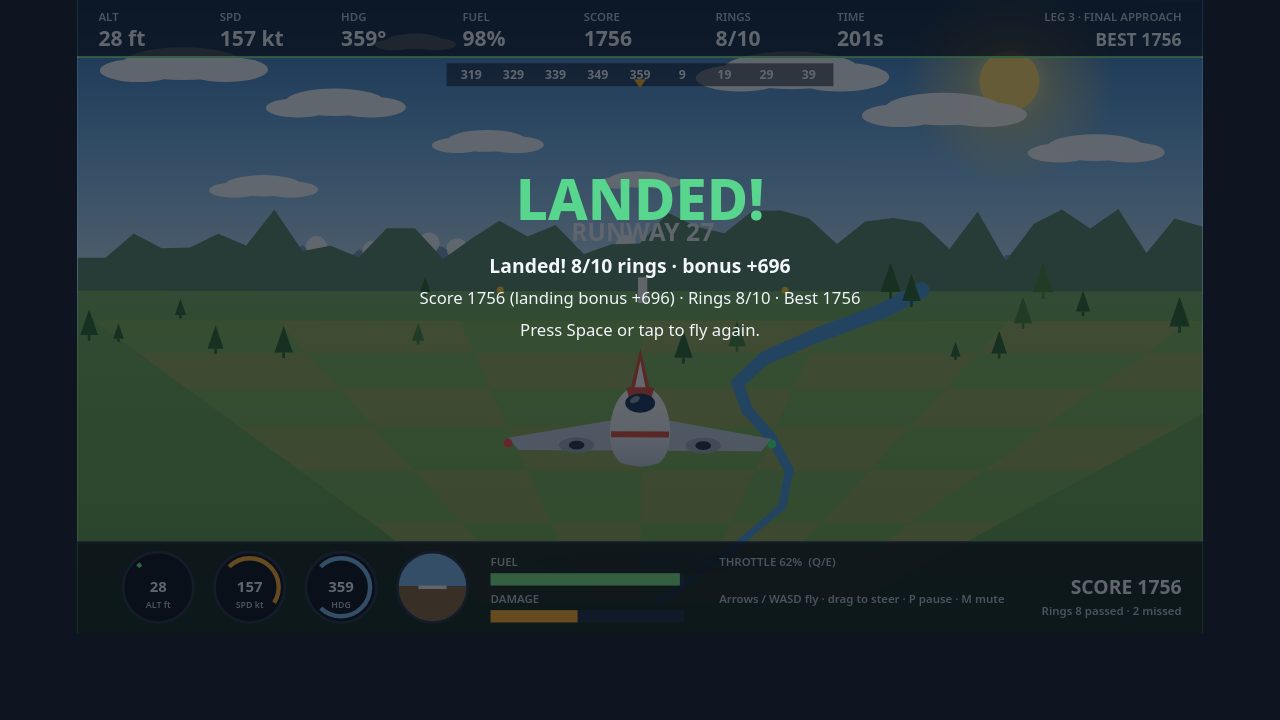 ALT SPD HDG FUEL SCORE RINGS TIME LEG 3 · FINAL APPROACH
28 ft 157 kt 359° 98% 1756 8/10 201s BEST 1756
319 329 339 349 359 9 19 29 39
LANDED!
RUNWAY 27
Landed! 8/10 rings · bonus +696
Score 1756 (landing bonus +696) · Rings 8/10 · Best 1756
Press Space or tap to fly again.
28 ALT ft
157 SPD kt
359 HDG
FUEL
DAMAGE
THROTTLE 62% (Q/E)
Arrows / WASD fly · drag to steer · P pause · M mute
SCORE 1756
Rings 8 passed · 2 missed